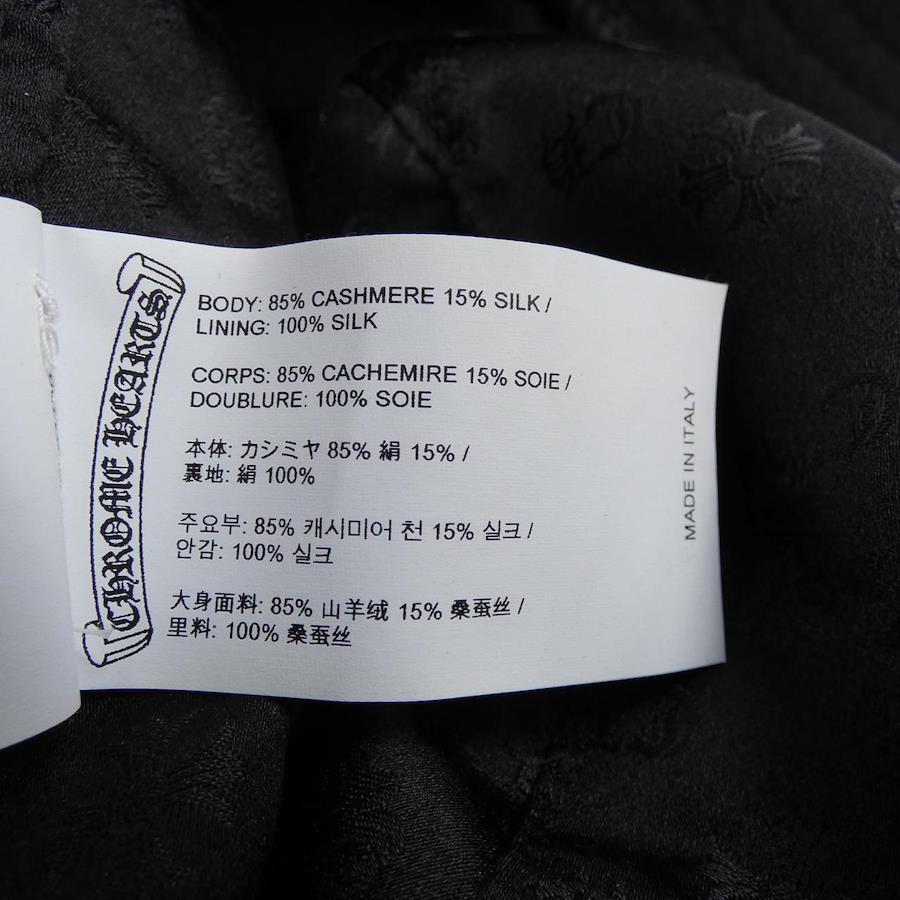 CHROME HEARTS
BODY: 85% CASHMERE 15% SILK /
LINING: 100% SILK
CORPS: 85% CACHEMIRE 15% SOIE /
DOUBLURE: 100% SOIE
本体: カシミヤ 85% 絹 15% /
裏地: 絹 100%
주요부: 85% 캐시미어 천 15% 실크 /
안감: 100% 실크
大身面料: 85% 山羊绒 15% 桑蚕丝 /
里料: 100% 桑蚕丝
MADE IN ITALY